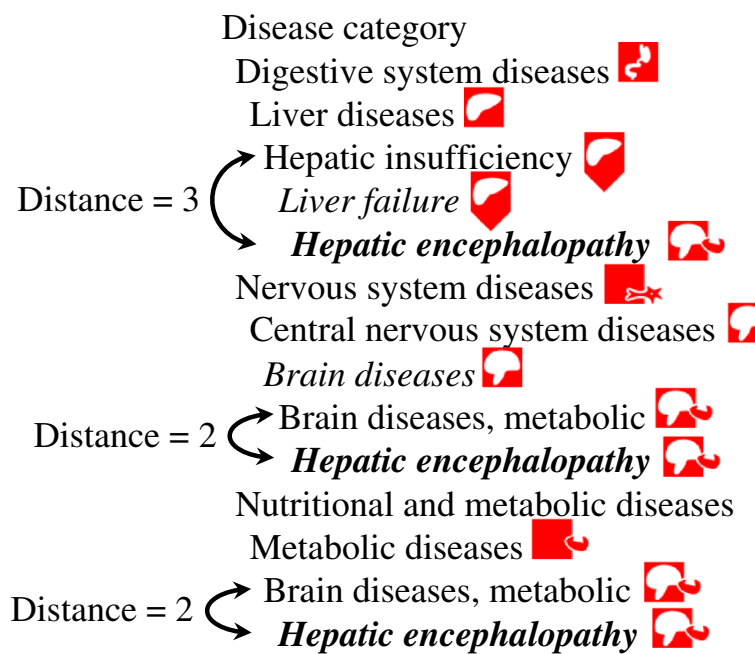 Disease category
Digestive system diseases
Liver diseases
Hepatic insufficiency
Distance = 3
Liver failure
Hepatic encephalopathy
Nervous system diseases
Central nervous system diseases
Brain diseases
Brain diseases, metabolic
Distance = 2
Hepatic encephalopathy
Nutritional and metabolic diseases
Metabolic diseases
Brain diseases, metabolic
Distance = 2
Hepatic encephalopathy